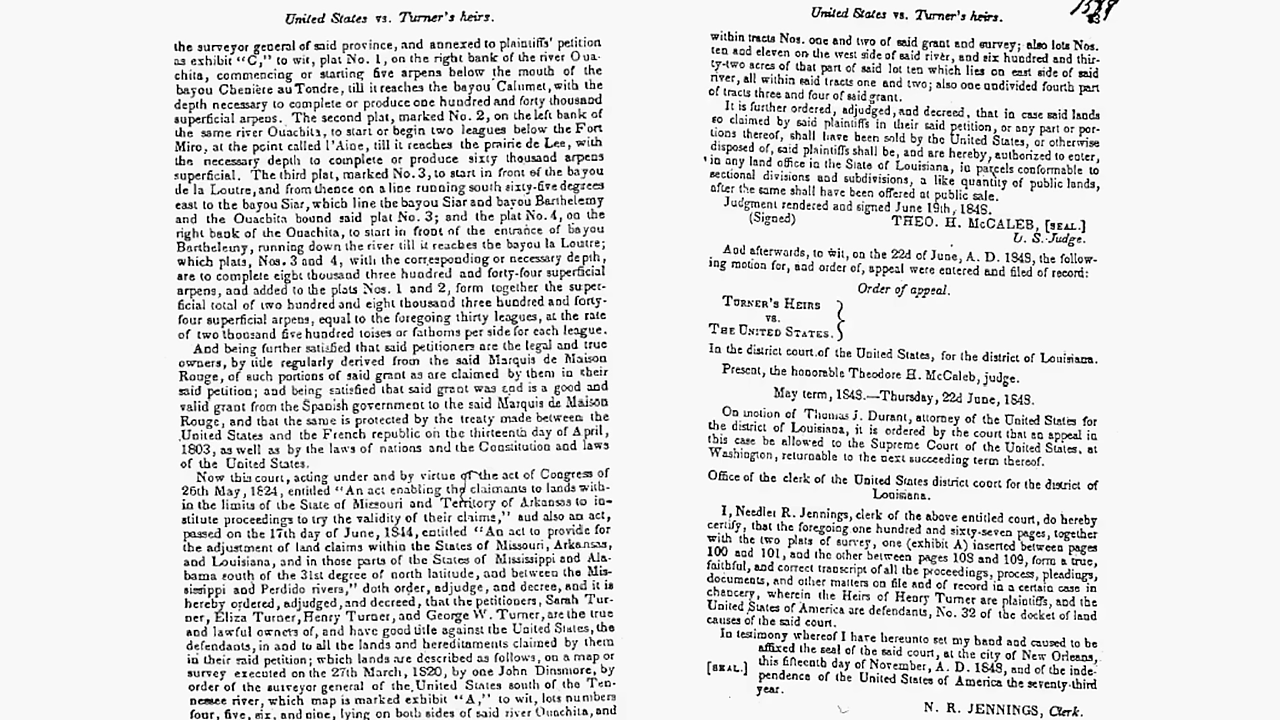 United States vs. Turner's heirs.
the surveyor general of said province, and annexed to plaintiffs' petition
as exhibit "C," to wit, plat No. 1, on the right bank of the river Oua-
chita, commencing or starting five arpens below the mouth of the
bayou Chenière au Tondre, till it reaches the bayou Calumet, with the
depth necessary to complete or produce one hundred and forty thousand
superficial arpens. The second plat, marked No. 2, on the left bank of
the same river Ouachita, to start or begin two leagues below the Fort
Miro, at the point called l'Aine, till it reaches the prairie de Lee, with
the necessary depth to complete or produce sixty thousand arpens
superficial. The third plat, marked No. 3, to start in front of the bayou
de la Loutre, and from thence on a line running south sixty-five degrees
east to the bayou Siar, which line the bayou Siar and bayou Barthelemy
and the Ouachita bound said plat No. 3; and the plat No. 4, on the
right bank of the Ouachita, to start in front of the entrance of bayou
Barthelemy, running down the river till it reaches the bayou la Loutre;
which plats, Nos. 3 and 4, with the corresponding or necessary depth,
are to complete eight thousand three hundred and forty-four superficial
arpens, and added to the plats Nos. 1 and 2, form together the super-
ficial total of two hundred and eight thousand three hundred and forty-
four superficial arpens, equal to the foregoing thirty leagues, at the rate
of two thousand five hundred toises or fathoms per side for each league.
And being further satisfied that said petitioners are the legal and true
owners, by title regularly derived from the said Marquis de Maison
Rouge, of such portions of said grant as are claimed by them in their
said petition; and being satisfied that said grant was and is a good and
valid grant from the Spanish government to the said Marquis de Maison
Rouge, and that the same is protected by the treaty made between the
United States and the French republic on the thirteenth day of April,
1803, as well as by the laws of nations and the Constitution and laws
of the United States.
Now this court, acting under and by virtue of the act of Congress of
26th May, 1824, entitled "An act enabling the claimants to lands with-
in the limits of the State of Missouri and Territory of Arkansas to in-
stitute proceedings to try the validity of their claims," and also an act,
passed on the 17th day of June, 1844, entitled "An act to provide for
the adjustment of land claims within the States of Missouri, Arkansas,
and Louisiana, and in those parts of the States of Mississippi and Ala-
bama south of the 31st degree of north latitude, and between the Mis-
sissippi and Perdido rivers," doth order, adjudge, and decree, and it is
hereby ordered, adjudged, and decreed, that the petitioners, Sarah Tur-
ner, Eliza Turner, Henry Turner, and George W. Turner, are the true
and lawful owners of, and have good title against the United States, the
defendants, in and to all the lands and hereditaments claimed by them
in their said petition; which lands are described as follows, on a map or
survey executed on the 27th March, 1820, by one John Dinsmore, by
order of the surveyor general of the United States south of the Ten-
nessee river, which map is marked exhibit "A," to wit, lots numbers
four, five, six, and nine, lying on both sides of said river Ouachita, and
United States vs. Turner's heirs.
within tracts Nos. one and two of said grant and survey; also lots Nos.
ten and eleven on the west side of said river, and six hundred and thir-
ty-two acres of that part of said lot ten which lies on east side of said
river, all within said tracts one and two; also one undivided fourth part
of tracts three and four of said grant.
It is further ordered, adjudged, and decreed, that in case said lands
so claimed by said plaintiffs in their said petition, or any part or por-
tions thereof, shall have been sold by the United States, or otherwise
disposed of, said plaintiffs shall be, and are hereby, authorized to enter,
in any land office in the State of Louisiana, in parcels conformable to
sectional divisions and subdivisions, a like quantity of public lands,
after the same shall have been offered at public sale.
Judgment rendered and signed June 19th, 1848.
(Signed) THEO. H. McCALEB, [SEAL.]
U. S. Judge.
And afterwards, to wit, on the 22d of June, A. D. 1848, the follow-
ing motion for, and order of, appeal were entered and filed of record:
Order of appeal.
TURNER'S HEIRS
vs.
THE UNITED STATES.
In the district court of the United States, for the district of Louisiana.
Present, the honorable Theodore H. McCaleb, judge.
May term, 1848.—Thursday, 22d June, 1848.
On motion of Thomas J. Durant, attorney of the United States for
the district of Louisiana, it is ordered by the court that an appeal in
this case be allowed to the Supreme Court of the United States, at
Washington, returnable to the next succeeding term thereof.
Office of the clerk of the United States district court for the district of
Louisiana.
I, Needler R. Jennings, clerk of the above entitled court, do hereby
certify, that the foregoing one hundred and sixty-seven pages, together
with the two plats of survey, one (exhibit A) inserted between pages
100 and 101, and the other between pages 108 and 109, form a true,
faithful, and correct transcript of all the proceedings, process, pleadings,
documents, and other matters on file and of record in a certain case in
chancery, wherein the Heirs of Henry Turner are plaintiffs, and the
United States of America are defendants, No. 32 of the docket of land
causes of the said court.
In testimony whereof I have hereunto set my hand and caused to be
affixed the seal of the said court, at the city of New Orleans,
[SEAL.] this fifteenth day of November, A. D. 1848, and of the inde-
pendence of the United States of America the seventy-third
year.
N. R. JENNINGS, Clerk.